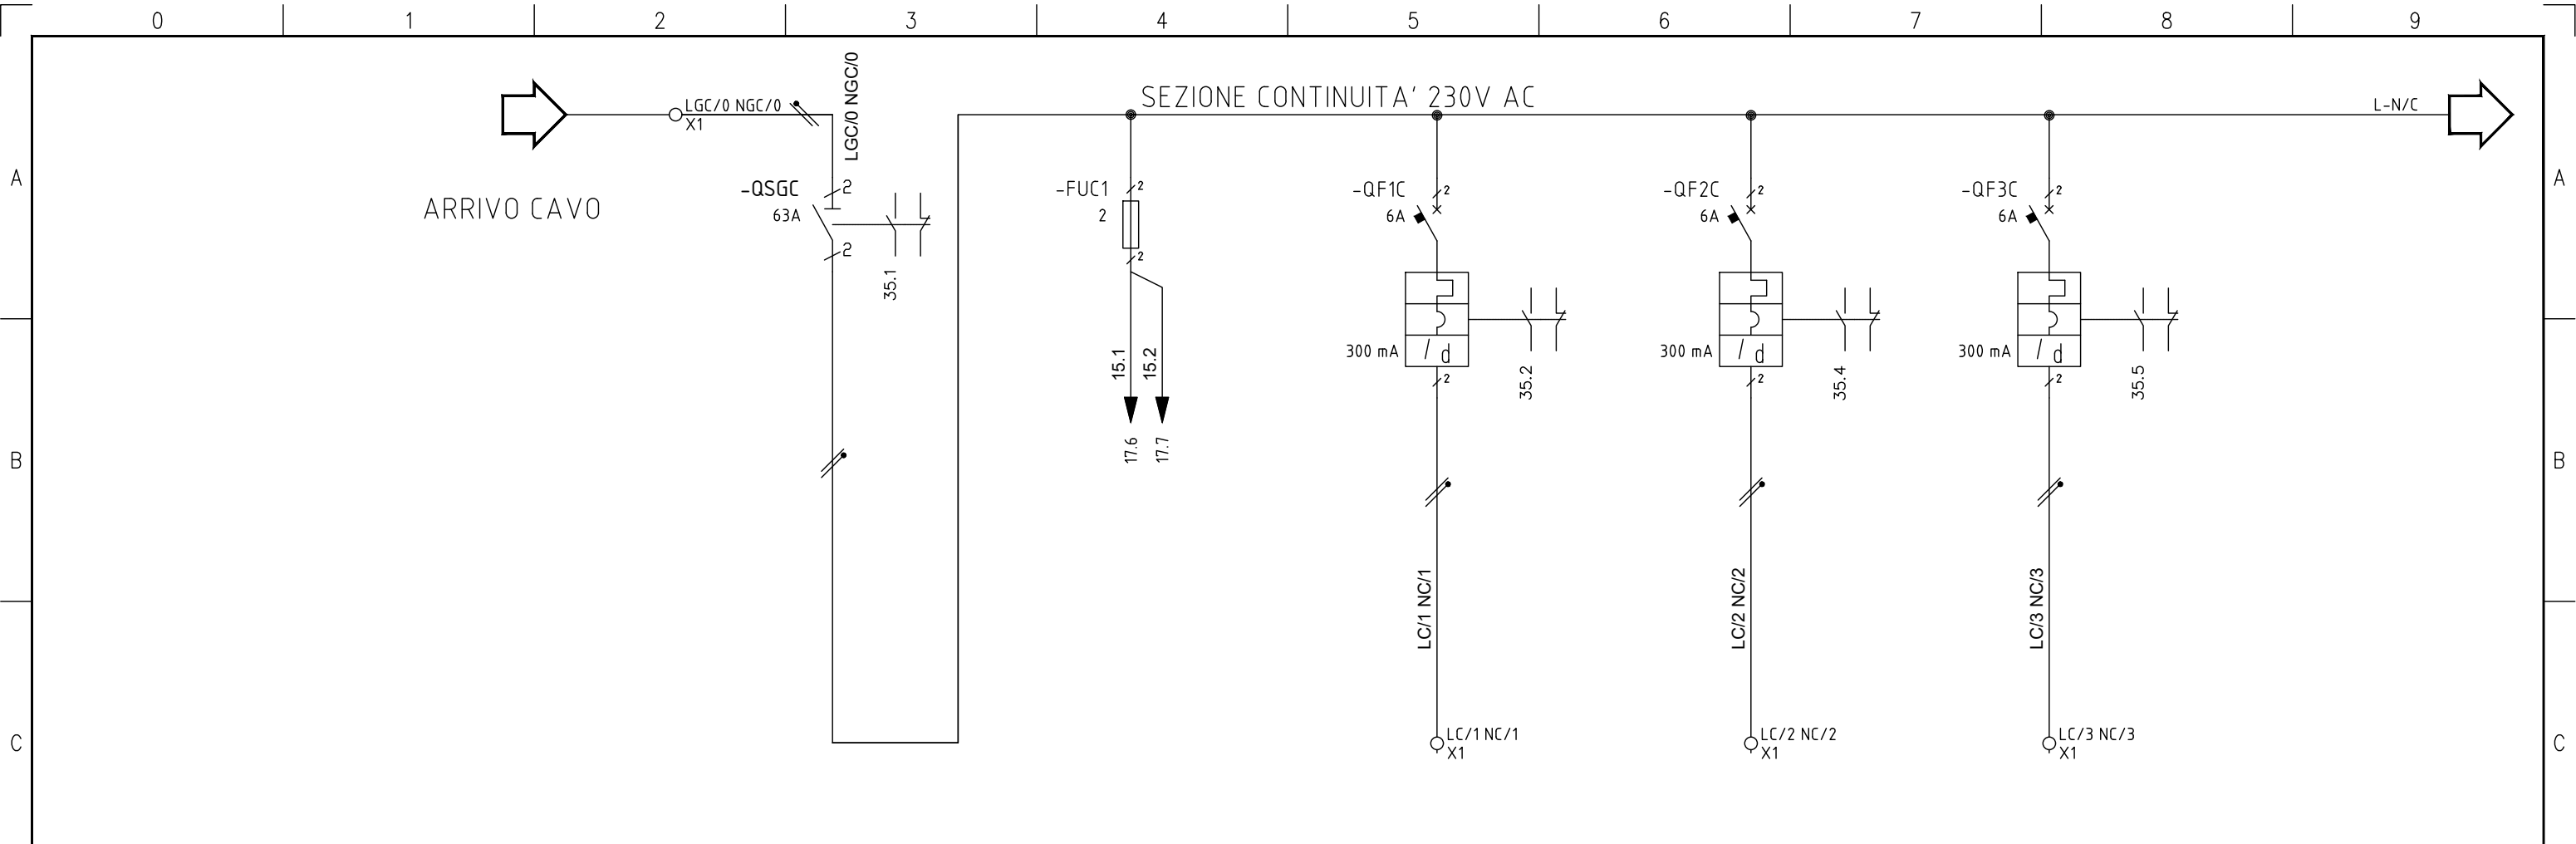 0 1 2 3 4 5 6 7 8 9
LGC/0 NGC/0
X1
LGC/0 NGC/0
SEZIONE CONTINUITA' 230V AC
L-N/C
A
ARRIVO CAVO
-QSGC
63A
2
2
35.1
-FUC1
2
2
2
15.1
15.2
17.6
17.7
-QF1C
6A
2
300 mA
/ d
2
35.2
-QF2C
6A
2
300 mA
/ d
2
35.4
-QF3C
6A
2
300 mA
/ d
2
35.5
A
B
B
LC/1 NC/1
LC/2 NC/2
LC/3 NC/3
C
LC/1 NC/1
X1
LC/2 NC/2
X1
LC/3 NC/3
X1
C